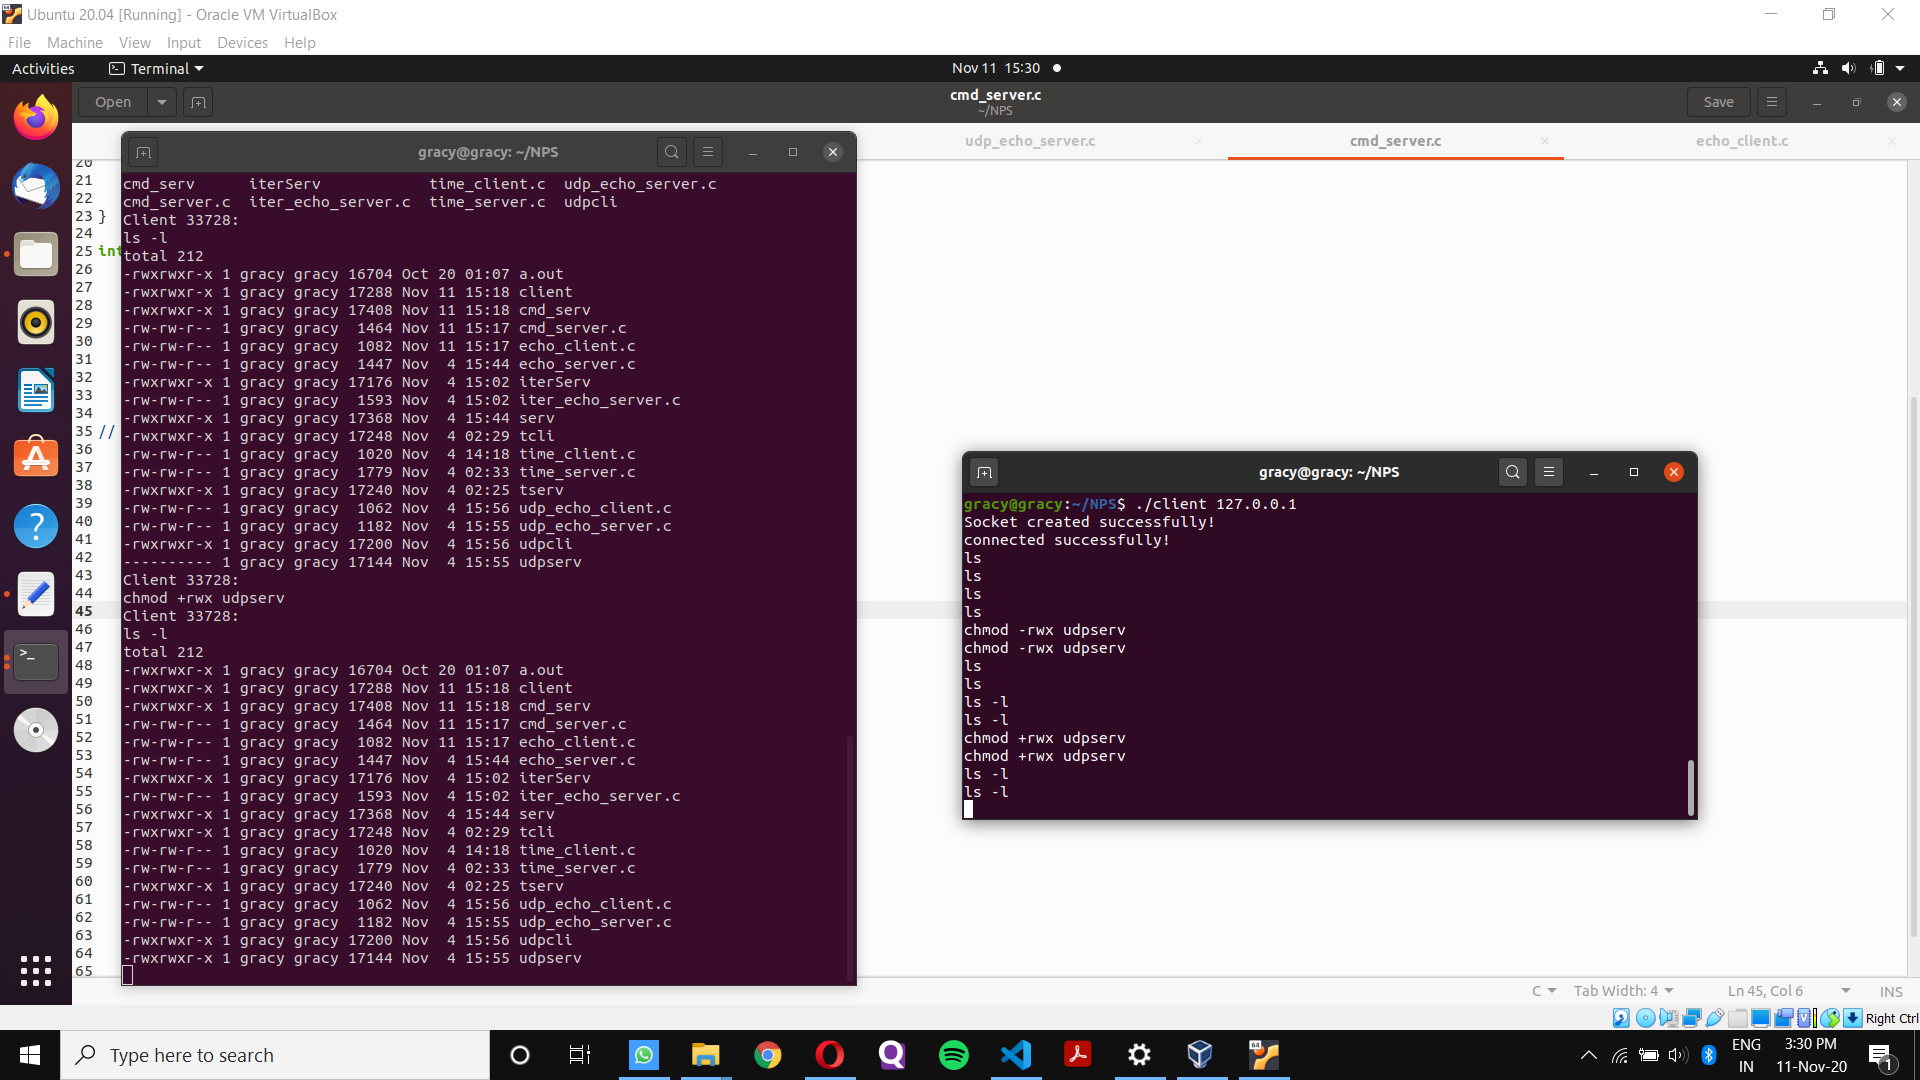 Ubuntu 20.04 [Running] - Oracle VM VirtualBox
File Machine View Input Devices Help
Activities Terminal Nov 11 15:30
Open cmd_server.c Save
~/NPS
udp_echo_server.c cmd_server.c echo_client.c
gracy@gracy: ~/NPS
cmd_serv iterServ time_client.c udp_echo_server.c
cmd_server.c iter_echo_server.c time_server.c udpcli
Client 33728:
ls -l
total 212
-rwxrwxr-x 1 gracy gracy 16704 Oct 20 01:07 a.out
-rwxrwxr-x 1 gracy gracy 17288 Nov 11 15:18 client
-rwxrwxr-x 1 gracy gracy 17408 Nov 11 15:18 cmd_serv
-rw-rw-r-- 1 gracy gracy 1464 Nov 11 15:17 cmd_server.c
-rw-rw-r-- 1 gracy gracy 1082 Nov 11 15:17 echo_client.c
-rw-rw-r-- 1 gracy gracy 1447 Nov 4 15:44 echo_server.c
-rwxrwxr-x 1 gracy gracy 17176 Nov 4 15:02 iterServ
-rw-rw-r-- 1 gracy gracy 1593 Nov 4 15:02 iter_echo_server.c
-rwxrwxr-x 1 gracy gracy 17368 Nov 4 15:44 serv
-rwxrwxr-x 1 gracy gracy 17248 Nov 4 02:29 tcli
-rw-rw-r-- 1 gracy gracy 1020 Nov 4 14:18 time_client.c
-rw-rw-r-- 1 gracy gracy 1779 Nov 4 02:33 time_server.c
-rwxrwxr-x 1 gracy gracy 17240 Nov 4 02:25 tserv
-rw-rw-r-- 1 gracy gracy 1062 Nov 4 15:56 udp_echo_client.c
-rw-rw-r-- 1 gracy gracy 1182 Nov 4 15:55 udp_echo_server.c
-rwxrwxr-x 1 gracy gracy 17200 Nov 4 15:56 udpcli
---------- 1 gracy gracy 17144 Nov 4 15:55 udpserv
Client 33728:
chmod +rwx udpserv
Client 33728:
ls -l
total 212
-rwxrwxr-x 1 gracy gracy 16704 Oct 20 01:07 a.out
-rwxrwxr-x 1 gracy gracy 17288 Nov 11 15:18 client
-rwxrwxr-x 1 gracy gracy 17408 Nov 11 15:18 cmd_serv
-rw-rw-r-- 1 gracy gracy 1464 Nov 11 15:17 cmd_server.c
-rw-rw-r-- 1 gracy gracy 1082 Nov 11 15:17 echo_client.c
-rw-rw-r-- 1 gracy gracy 1447 Nov 4 15:44 echo_server.c
-rwxrwxr-x 1 gracy gracy 17176 Nov 4 15:02 iterServ
-rw-rw-r-- 1 gracy gracy 1593 Nov 4 15:02 iter_echo_server.c
-rwxrwxr-x 1 gracy gracy 17368 Nov 4 15:44 serv
-rwxrwxr-x 1 gracy gracy 17248 Nov 4 02:29 tcli
-rw-rw-r-- 1 gracy gracy 1020 Nov 4 14:18 time_client.c
-rw-rw-r-- 1 gracy gracy 1779 Nov 4 02:33 time_server.c
-rwxrwxr-x 1 gracy gracy 17240 Nov 4 02:25 tserv
-rw-rw-r-- 1 gracy gracy 1062 Nov 4 15:56 udp_echo_client.c
-rw-rw-r-- 1 gracy gracy 1182 Nov 4 15:55 udp_echo_server.c
-rwxrwxr-x 1 gracy gracy 17200 Nov 4 15:56 udpcli
-rwxrwxr-x 1 gracy gracy 17144 Nov 4 15:55 udpserv
20
21
22
23 }
24
25 int
26
27
28
29
30
31
32
33
34
35 //
36
37
38
39
40
41
42
43
44
45
46
47
48
49
50
51
52
53
54
55
56
57
58
59
60
61
62
63
64
65
gracy@gracy: ~/NPS
gracy@gracy:~/NPS$ ./client 127.0.0.1
Socket created successfully!
connected successfully!
ls
ls
ls
ls
chmod -rwx udpserv
chmod -rwx udpserv
ls
ls
ls -l
ls -l
chmod +rwx udpserv
chmod +rwx udpserv
ls -l
ls -l
C Tab Width: 4 Ln 45, Col 6 INS
Right Ctrl
Type here to search
64
ENG
IN
3:30 PM
11-Nov-20
1